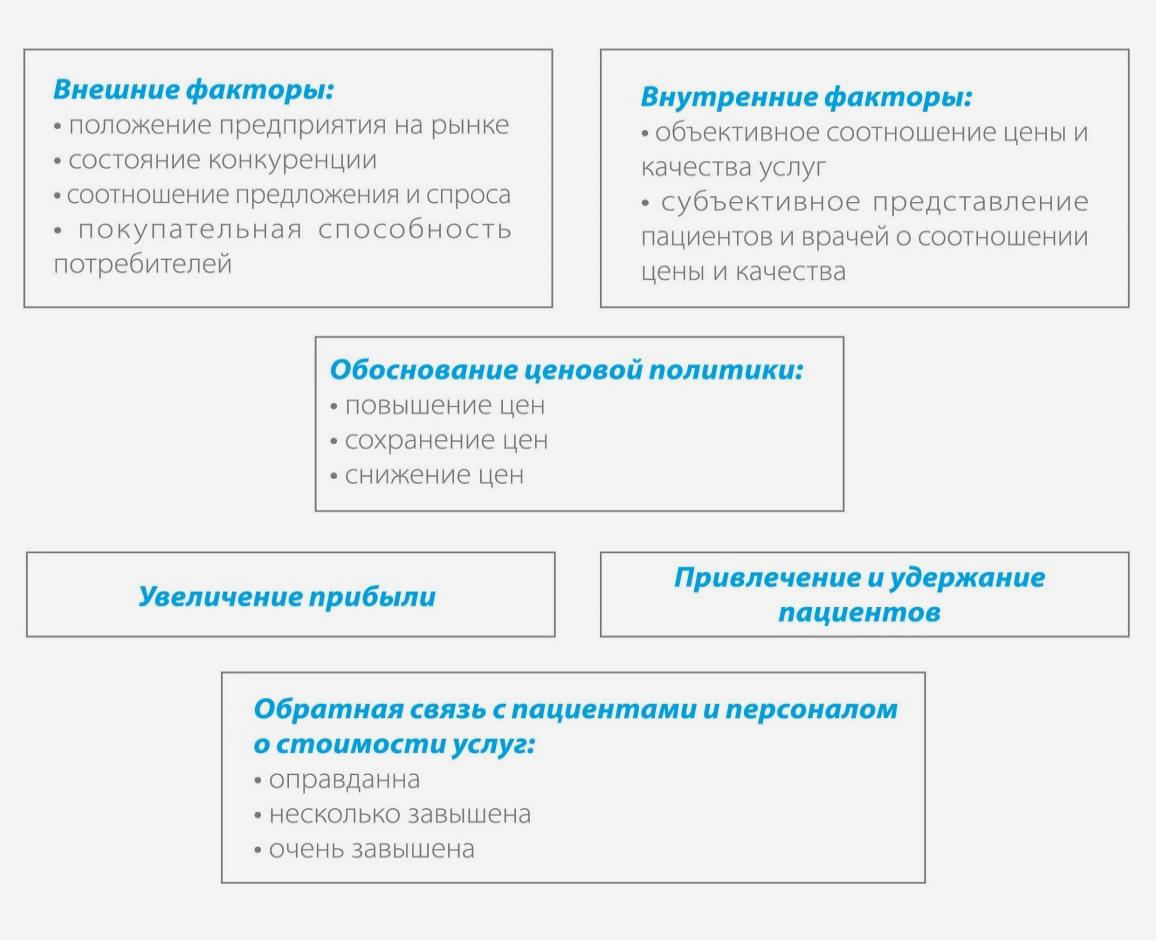 Внешние факторы:
• положение предприятия на рынке
• состояние конкуренции
• соотношение предложения и спроса
• покупательная способность
потребителей
Внутренние факторы:
• объективное соотношение цены и
качества услуг
• субъективное представление
пациентов и врачей о соотношении
цены и качества
Обоснование ценовой политики:
• повышение цен
• сохранение цен
• снижение цен
Увеличение прибыли
Привлечение и удержание
пациентов
Обратная связь с пациентами и персоналом
о стоимости услуг:
• оправданна
• несколько завышена
• очень завышена